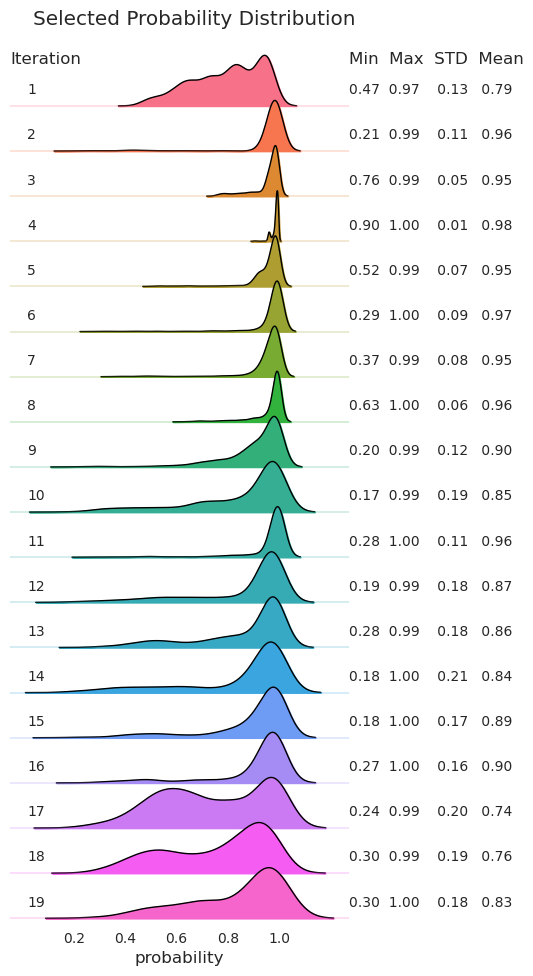 Selected Probability Distribution
Iteration Min Max STD Mean
1 0.47 0.97 0.13 0.79
2 0.21 0.99 0.11 0.96
3 0.76 0.99 0.05 0.95
4 0.90 1.00 0.01 0.98
5 0.52 0.99 0.07 0.95
6 0.29 1.00 0.09 0.97
7 0.37 0.99 0.08 0.95
8 0.63 1.00 0.06 0.96
9 0.20 0.99 0.12 0.90
10 0.17 0.99 0.19 0.85
11 0.28 1.00 0.11 0.96
12 0.19 0.99 0.18 0.87
13 0.28 0.99 0.18 0.86
14 0.18 1.00 0.21 0.84
15 0.18 1.00 0.17 0.89
16 0.27 1.00 0.16 0.90
17 0.24 0.99 0.20 0.74
18 0.30 0.99 0.19 0.76
19 0.30 1.00 0.18 0.83
0.2 0.4 0.6 0.8 1.0
probability